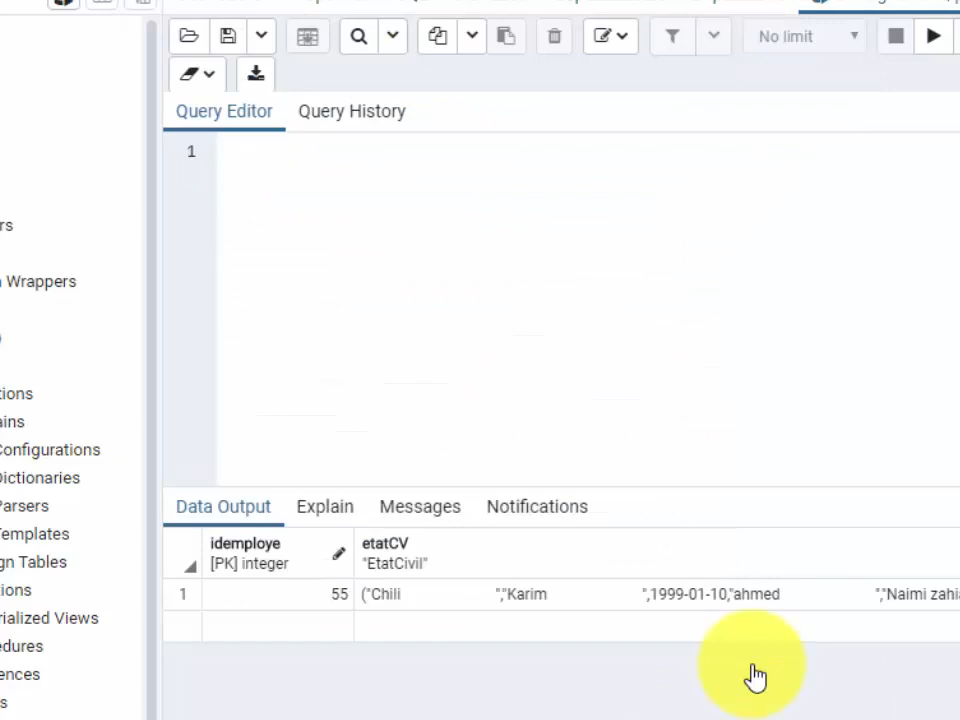 No limit
Query Editor Query History
1
rs
Wrappers
tions
ains
Configurations
Dictionaries
Parsers
Templates
gn Tables
ions
rialized Views
edures
ences
s
Data Output Explain Messages Notifications
idemploye etatCV
[PK] integer "EtatCivil"
1 55 ("Chili ","Karim ",1999-01-10,"ahmed ","Naimi zahia